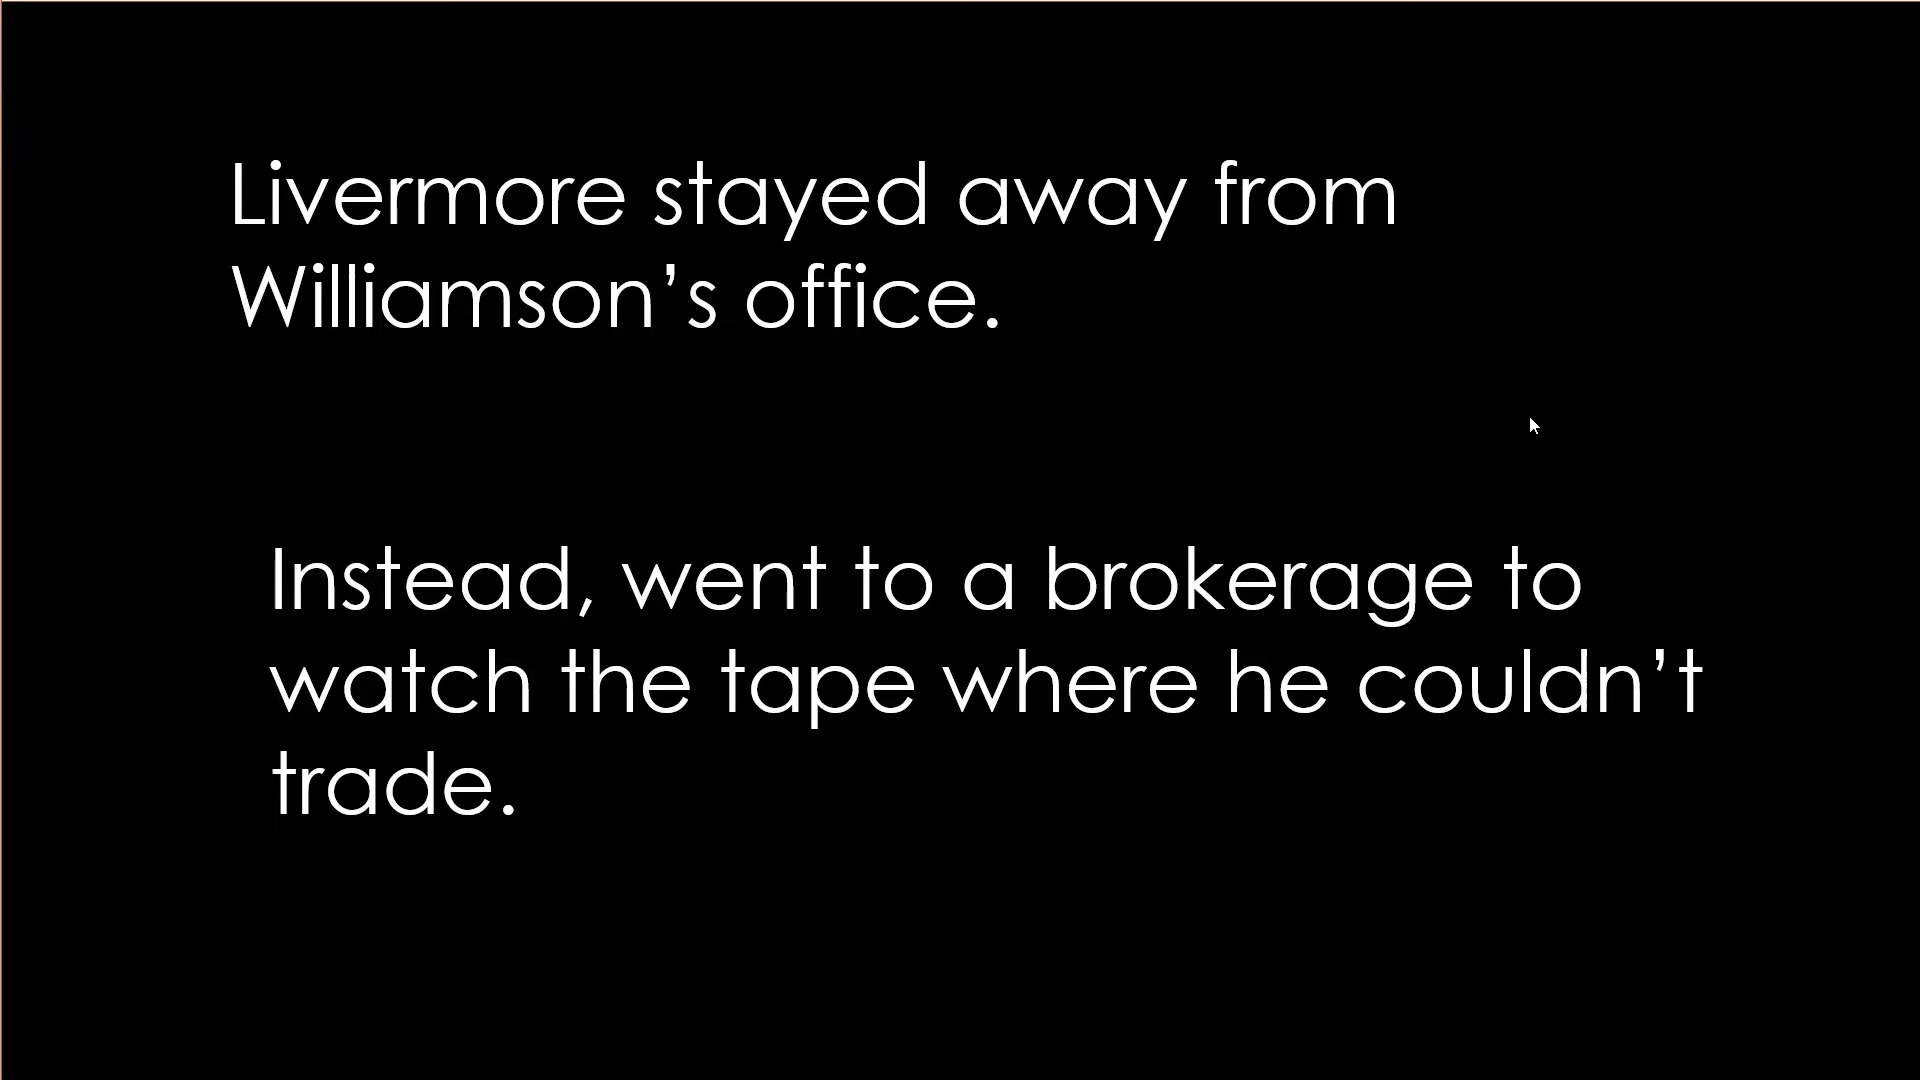 Livermore stayed away from
Williamson’s office.
Instead, went to a brokerage to
watch the tape where he couldn’t
trade.